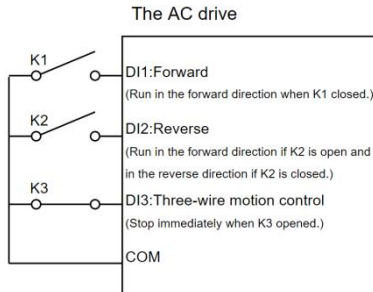 The AC drive
K1
DI1:Forward
(Run in the forward direction when K1 closed.)
K2
DI2:Reverse
(Run in the forward direction if K2 is open and
in the reverse direction if K2 is closed.)
K3
DI3:Three-wire motion control
(Stop immediately when K3 opened.)
COM